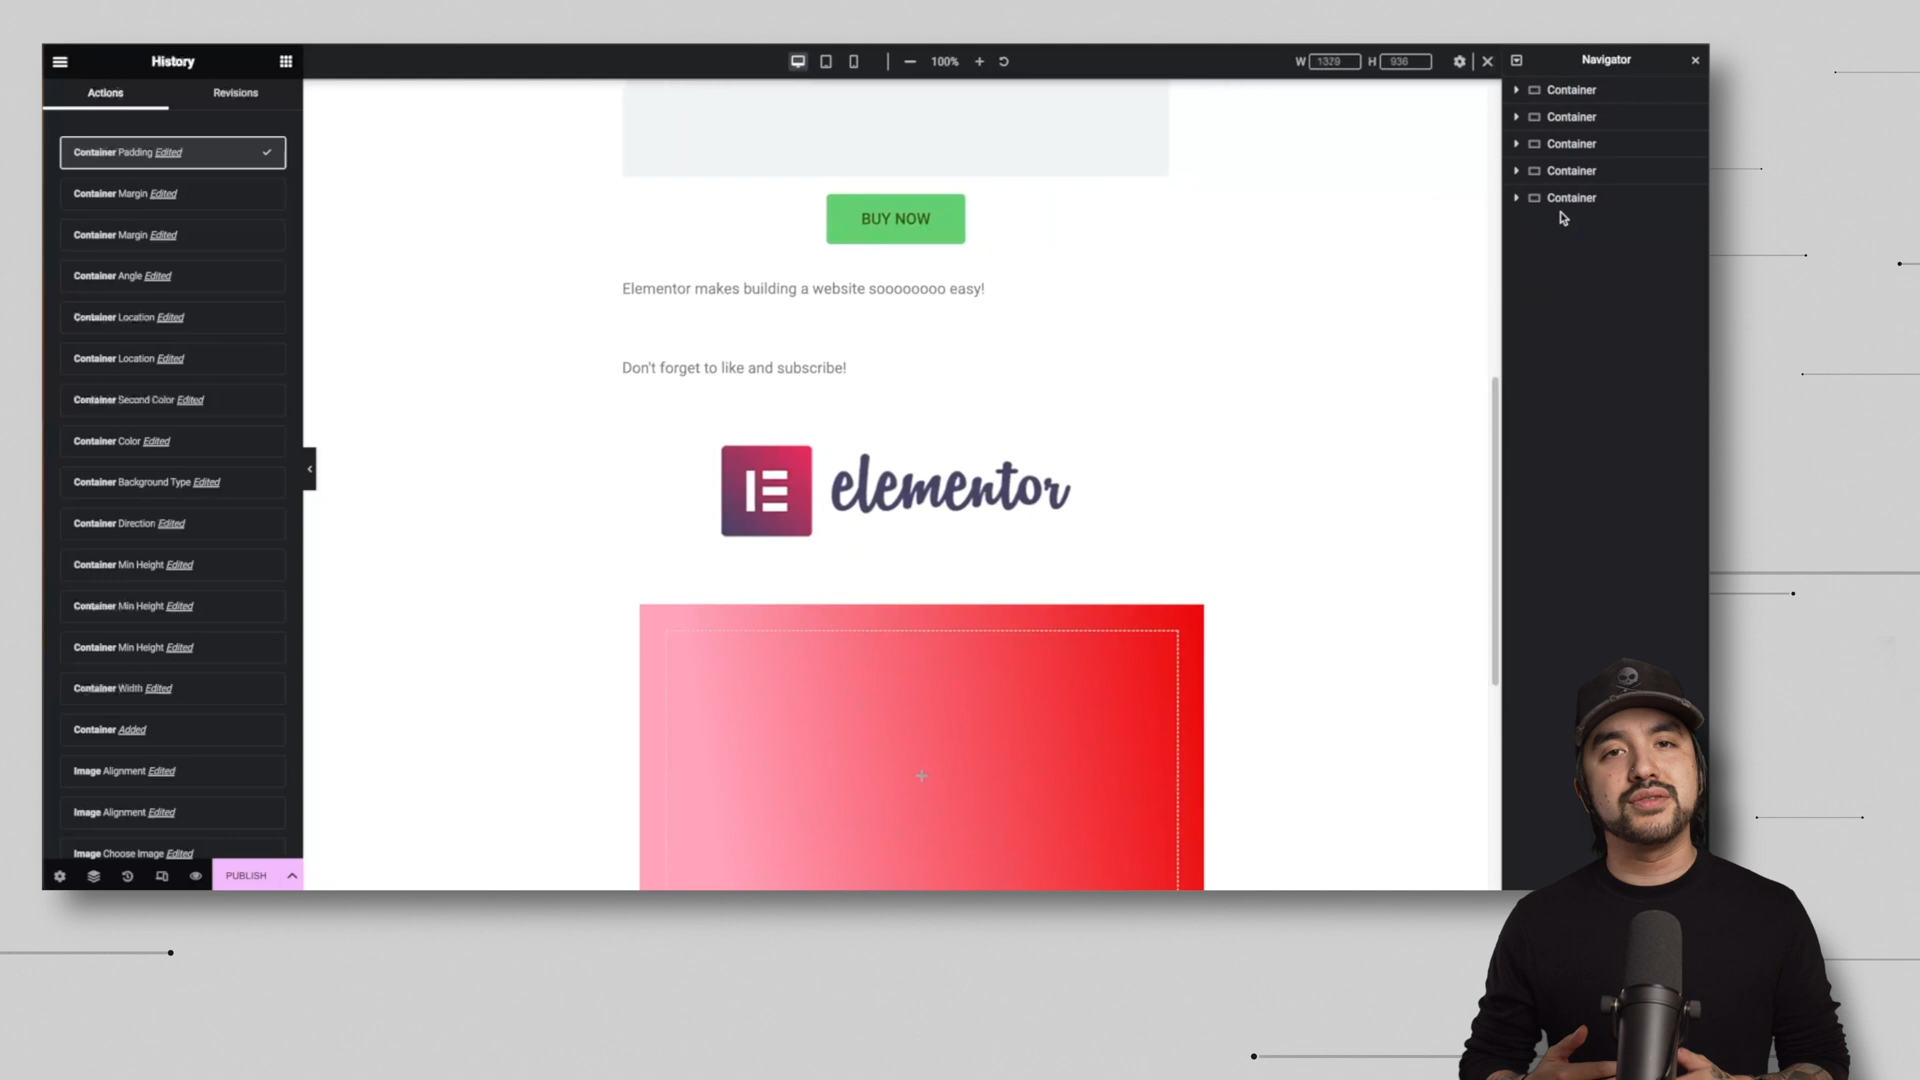 History
Actions
Revisions
Container Padding Edited
Container Margin Edited
Container Margin Edited
Container Angle Edited
Container Location Edited
Container Location Edited
Container Second Color Edited
Container Color Edited
Container Background Type Edited
Container Direction Edited
Container Min Height Edited
Container Min Height Edited
Container Min Height Edited
Container Width Edited
Container Added
Image Alignment Edited
Image Alignment Edited
Image Choose Image Edited
PUBLISH
100%
W 1329 H 936
BUY NOW
Elementor makes building a website soooooooo easy!
Don't forget to like and subscribe!
elementor
Navigator
Container
Container
Container
Container
Container